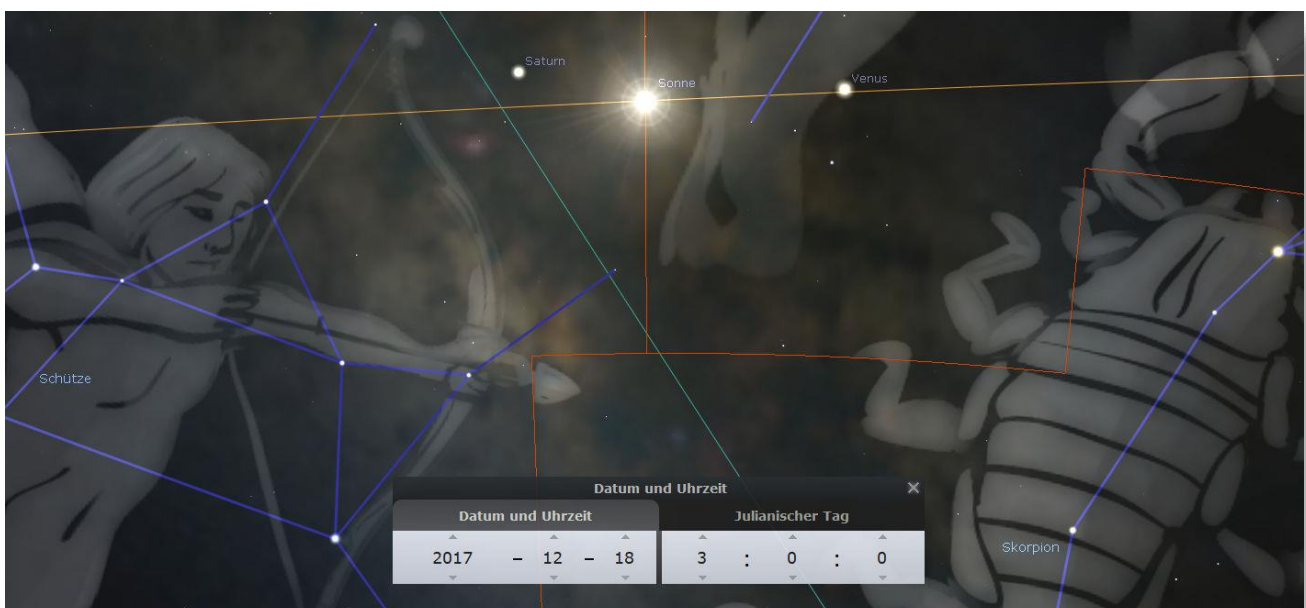 Saturn
Sonne
Venus
Schütze
Datum und Uhrzeit
Datum und Uhrzeit Julianischer Tag
2017 – 12 – 18 3 : 0 : 0
Skorpion